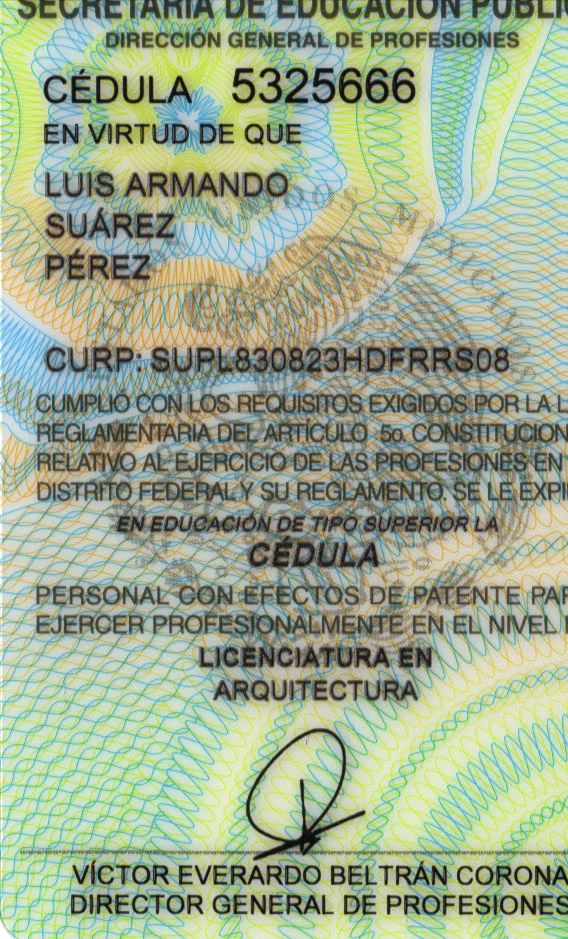 SECRETARÍA DE EDUCACIÓN PÚBLIC
DIRECCIÓN GENERAL DE PROFESIONES
CÉDULA 5325666
EN VIRTUD DE QUE
LUIS ARMANDO
SUÁREZ
PÉREZ
UNIDOS MEXICANOS
CURP: SUPL830823HDFRRS08
CUMPLIÓ CON LOS REQUISITOS EXIGIDOS POR LA L
REGLAMENTARIA DEL ARTÍCULO 5o. CONSTITUCION
RELATIVO AL EJERCICIO DE LAS PROFESIONES EN
DISTRITO FEDERAL Y SU REGLAMENTO. SE LE EXPI
EN EDUCACIÓN DE TIPO SUPERIOR LA
CÉDULA
PERSONAL CON EFECTOS DE PATENTE PAR
EJERCER PROFESIONALMENTE EN EL NIVEL
LICENCIATURA EN
ARQUITECTURA
VÍCTOR EVERARDO BELTRÁN CORONA
DIRECTOR GENERAL DE PROFESIONES